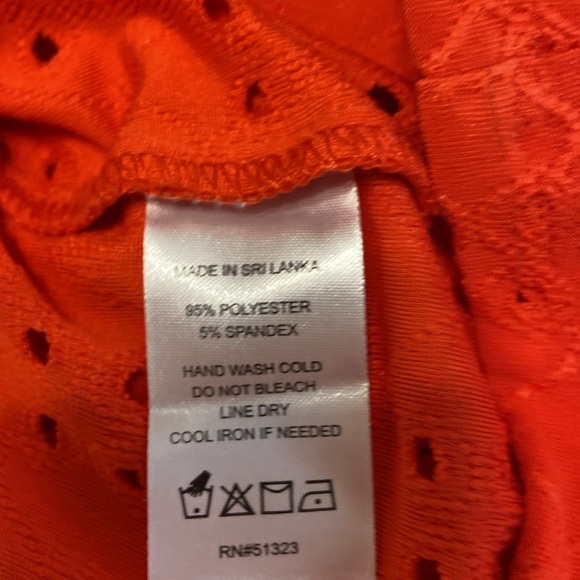 MADE IN SRI LANKA
95% POLYESTER
5% SPANDEX
HAND WASH COLD
DO NOT BLEACH
LINE DRY
COOL IRON IF NEEDED
RN#51323